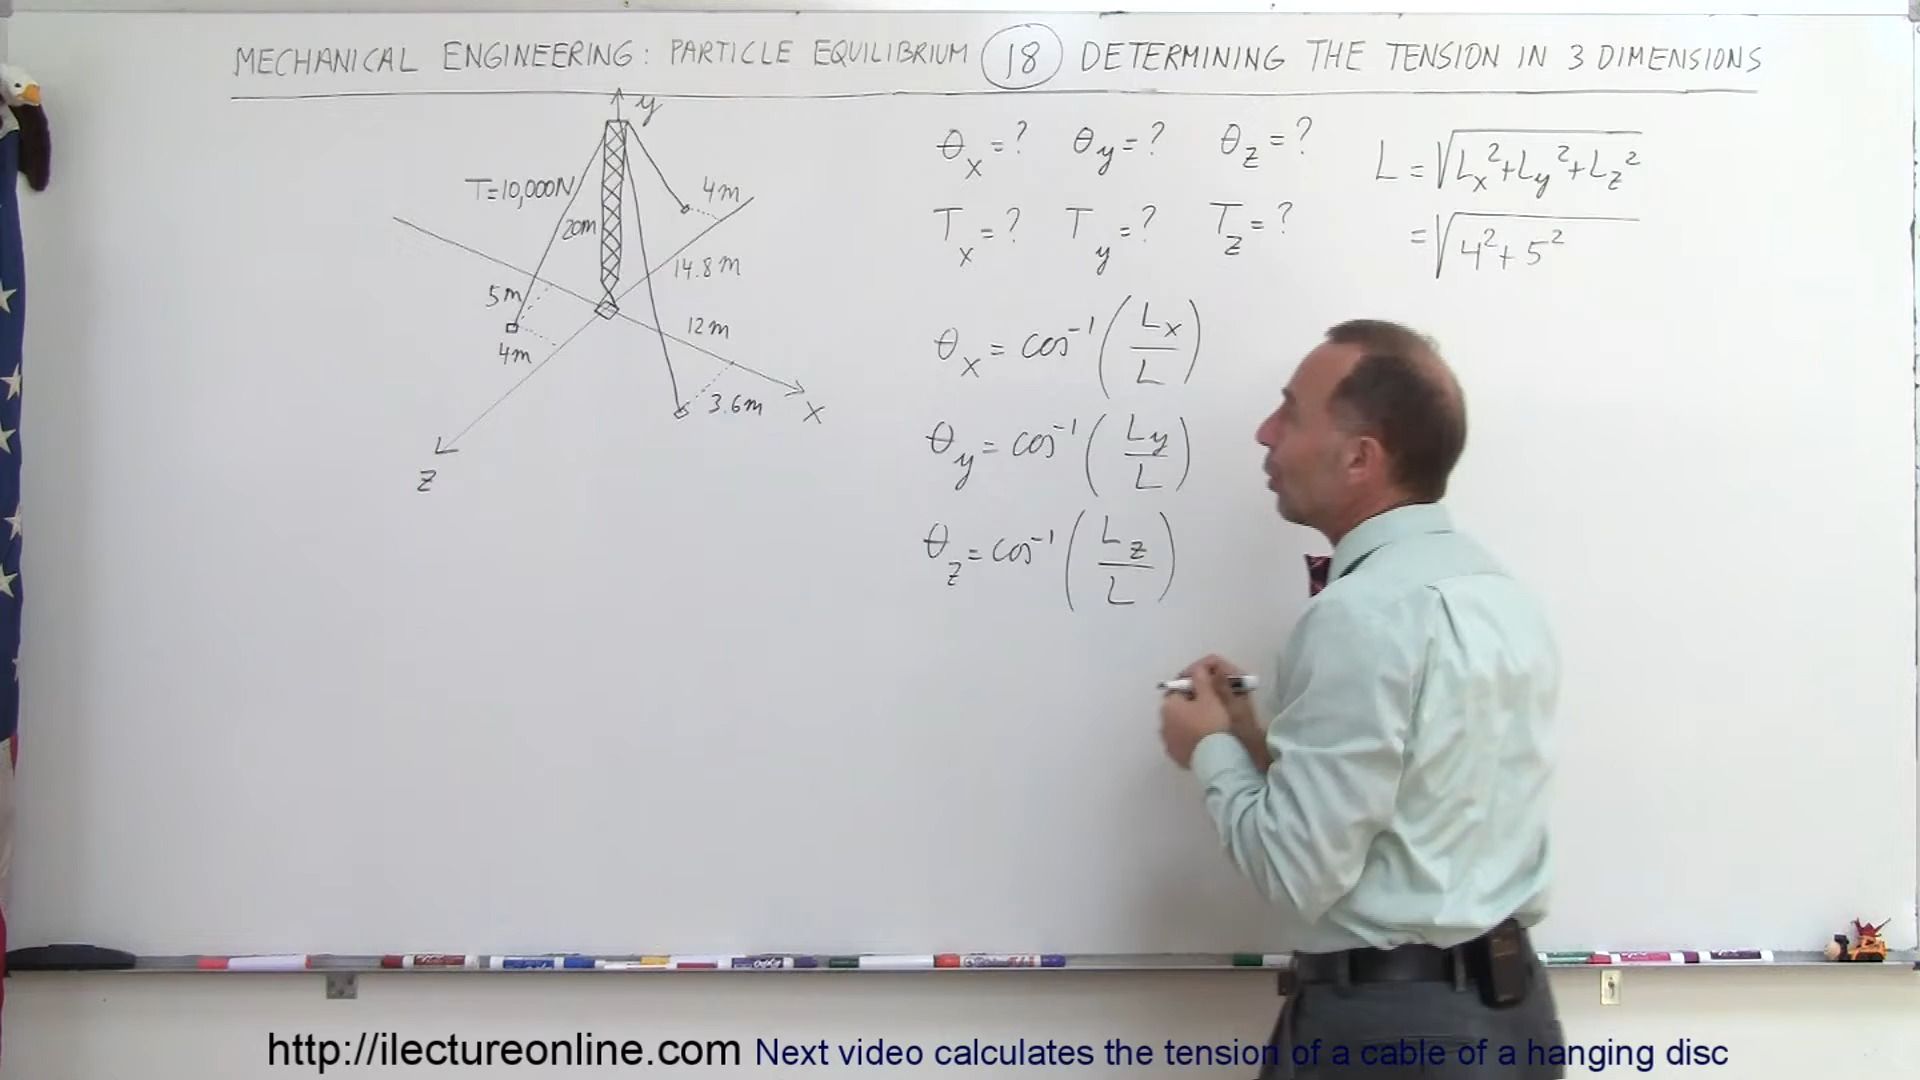 MECHANICAL ENGINEERING: PARTICLE EQUILIBRIUM 18 DETERMINING THE TENSION IN 3 DIMENSIONS
y
T=10,000N
20m
4m
14.8m
5m
4m
12m
3.6m
x
z
θx=? θy=? θz=?
Tx=? Ty=? Tz=?
θx = cos⁻¹(Lx/L)
θy = cos⁻¹(Ly/L)
θz = cos⁻¹(Lz/L)
L = √(Lx²+Ly²+Lz²)
= √(4²+5²
http://ilectureonline.com Next video calculates the tension of a cable of a hanging disc